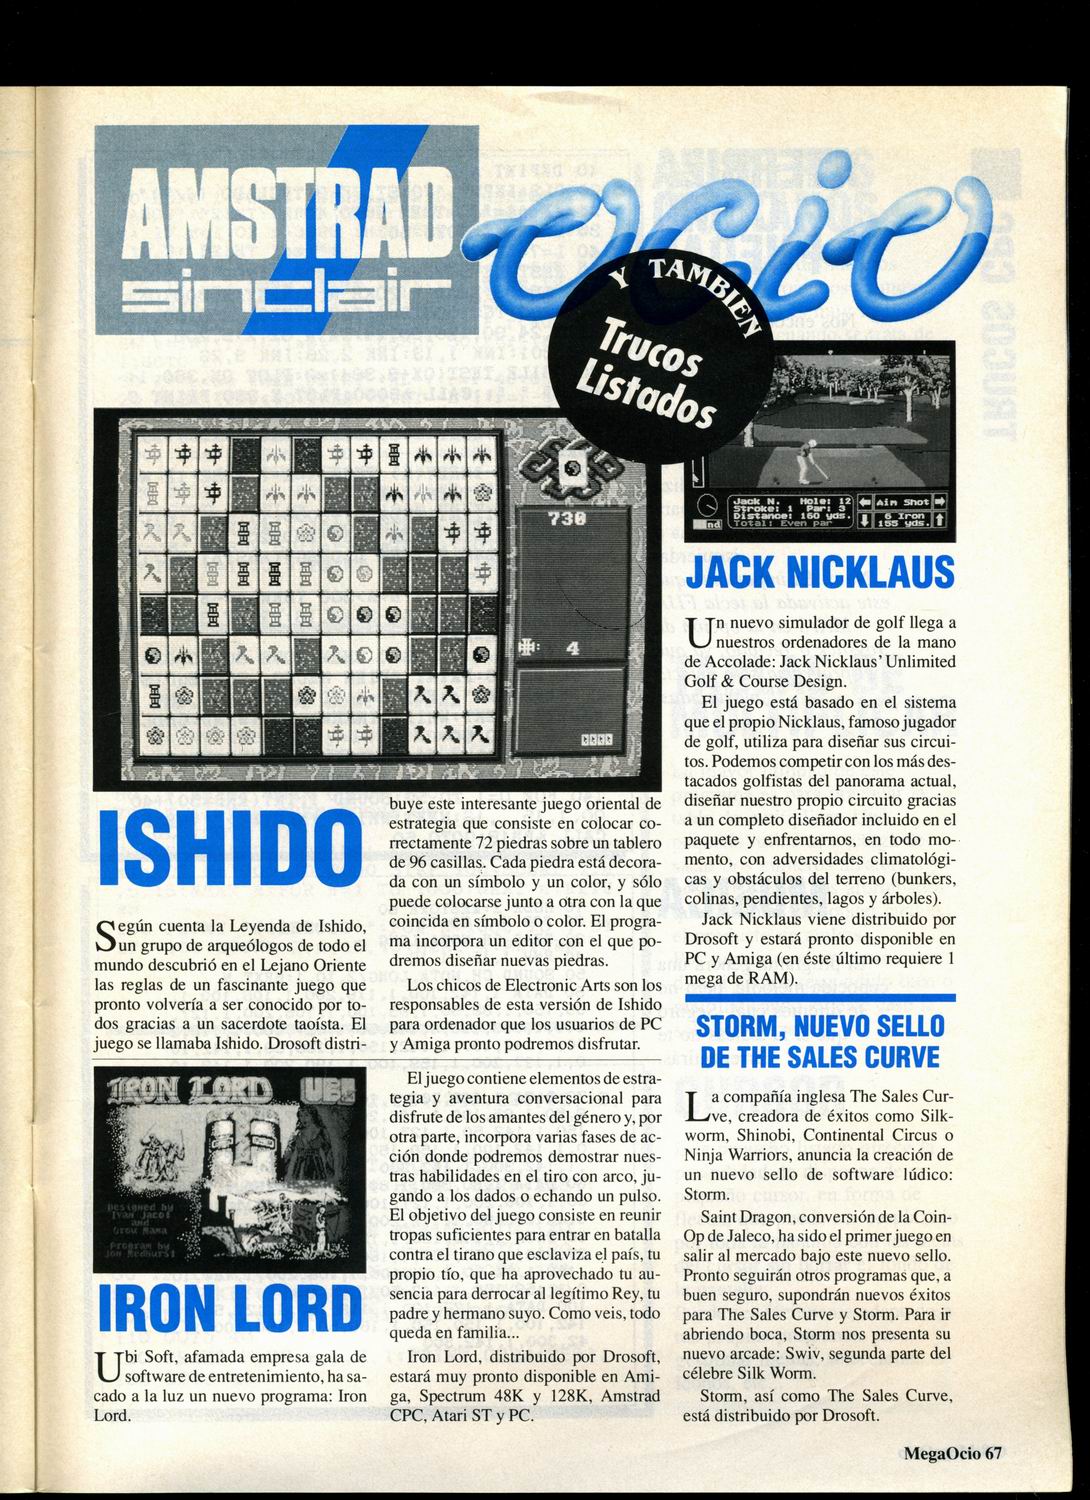 AMSTRAD
sinclair
ocio
Y TAMBIEN
Trucos
Listados
730
4
Jack N. Hole: 12
Stroke: 1 Par: 3
Distance: 160 yds.
Total: Even par
Aim Shot
6 Iron
155 yds.
ISHIDO
Según cuenta la Leyenda de Ishido,
un grupo de arqueólogos de todo el
mundo descubrió en el Lejano Oriente
las reglas de un fascinante juego que
pronto volvería a ser conocido por to-
dos gracias a un sacerdote taoísta. El
juego se llamaba Ishido. Drosoft distri-
buye este interesante juego oriental de
estrategia que consiste en colocar co-
rrectamente 72 piedras sobre un tablero
de 96 casillas. Cada piedra está decora-
da con un símbolo y un color, y sólo
puede colocarse junto a otra con la que
coincida en símbolo o color. El progra-
ma incorpora un editor con el que po-
dremos diseñar nuevas piedras.
Los chicos de Electronic Arts son los
responsables de esta versión de Ishido
para ordenador que los usuarios de PC
y Amiga pronto podremos disfrutar.
IRON LORD
UBI
Designed by
Ivan Jacot
and
Orou Mama
Program by
Jon Medhurst
IRON LORD
Ubi Soft, afamada empresa gala de
software de entretenimiento, ha sa-
cado a la luz un nuevo programa: Iron
Lord.
El juego contiene elementos de estra-
tegia y aventura conversacional para
disfrute de los amantes del género y, por
otra parte, incorpora varias fases de ac-
ción donde podremos demostrar nues-
tras habilidades en el tiro con arco, ju-
gando a los dados o echando un pulso.
El objetivo del juego consiste en reunir
tropas suficientes para entrar en batalla
contra el tirano que esclaviza el país, tu
propio tío, que ha aprovechado tu au-
sencia para derrocar al legítimo Rey, tu
padre y hermano suyo. Como veis, todo
queda en familia...
Iron Lord, distribuido por Drosoft,
estará muy pronto disponible en Ami-
ga, Spectrum 48K y 128K, Amstrad
CPC, Atari ST y PC.
JACK NICKLAUS
Un nuevo simulador de golf llega a
nuestros ordenadores de la mano
de Accolade: Jack Nicklaus' Unlimited
Golf & Course Design.
El juego está basado en el sistema
que el propio Nicklaus, famoso jugador
de golf, utiliza para diseñar sus circui-
tos. Podemos competir con los más des-
tacados golfistas del panorama actual,
diseñar nuestro propio circuito gracias
a un completo diseñador incluido en el
paquete y enfrentarnos, en todo mo-
mento, con adversidades climatológi-
cas y obstáculos del terreno (bunkers,
colinas, pendientes, lagos y árboles).
Jack Nicklaus viene distribuido por
Drosoft y estará pronto disponible en
PC y Amiga (en éste último requiere 1
mega de RAM).
STORM, NUEVO SELLO
DE THE SALES CURVE
La compañía inglesa The Sales Cur-
ve, creadora de éxitos como Silk-
worm, Shinobi, Continental Circus o
Ninja Warriors, anuncia la creación de
un nuevo sello de software lúdico:
Storm.
Saint Dragon, conversión de la Coin-
Op de Jaleco, ha sido el primer juego en
salir al mercado bajo este nuevo sello.
Pronto seguirán otros programas que, a
buen seguro, supondrán nuevos éxitos
para The Sales Curve y Storm. Para ir
abriendo boca, Storm nos presenta su
nuevo arcade: Swiv, segunda parte del
célebre Silk Worm.
Storm, así como The Sales Curve,
está distribuido por Drosoft.
MegaOcio 67